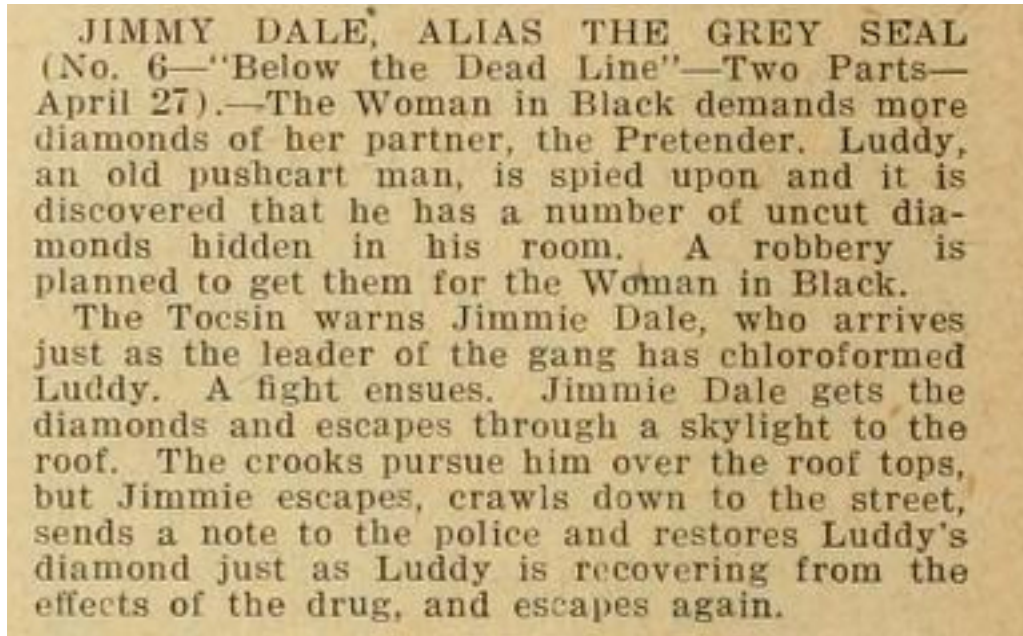 JIMMY DALE, ALIAS THE GREY SEAL
(No. 6—"Below the Dead Line"—Two Parts—
April 27).—The Woman in Black demands more
diamonds of her partner, the Pretender. Luddy,
an old pushcart man, is spied upon and it is
discovered that he has a number of uncut dia-
monds hidden in his room. A robbery is
planned to get them for the Woman in Black.
The Tocsin warns Jimmie Dale, who arrives
just as the leader of the gang has chloroformed
Luddy. A fight ensues. Jimmie Dale gets the
diamonds and escapes through a skylight to the
roof. The crooks pursue him over the roof tops,
but Jimmie escapes, crawls down to the street,
sends a note to the police and restores Luddy's
diamond just as Luddy is recovering from the
effects of the drug, and escapes again.